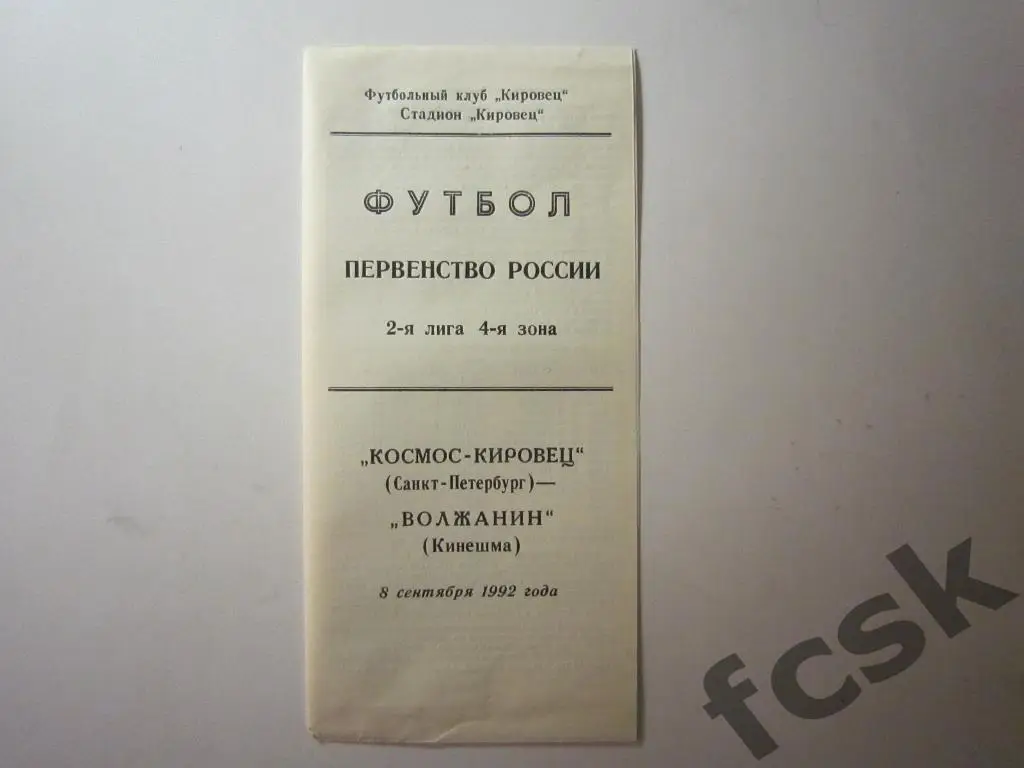 Футбольный клуб „Кировец“
Стадион „Кировец“
ФУТБОЛ
ПЕРВЕНСТВО РОССИИ
2-я лига 4-я зона
„КОСМОС-КИРОВЕЦ“
(Санкт-Петербург)—
„ВОЛЖАНИН“
(Кинешма)
8 сентября 1992 года
fcsk